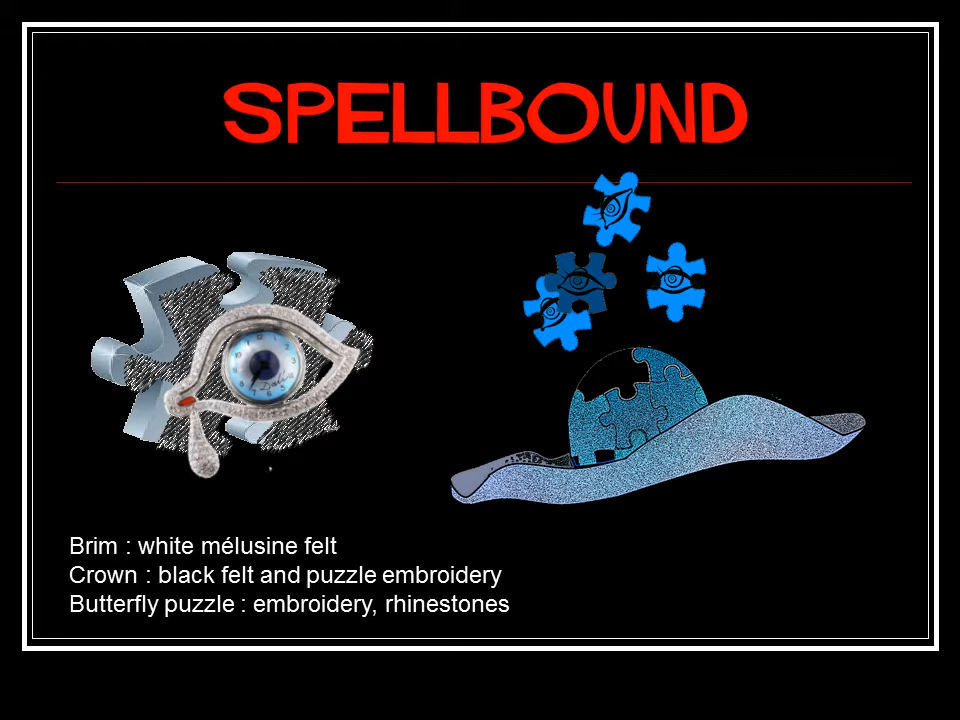 SPELLBOUND
Brim : white mélusine felt
Crown : black felt and puzzle embroidery
Butterfly puzzle : embroidery, rhinestones